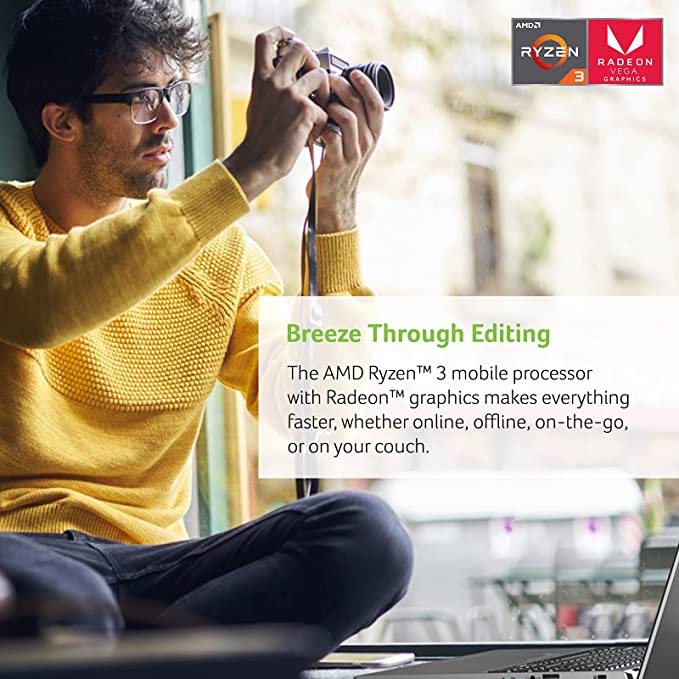 AMD
RYZEN
3
RADEON
VEGA
GRAPHICS
Breeze Through Editing
The AMD Ryzen™ 3 mobile processor
with Radeon™ graphics makes everything
faster, whether online, offline, on-the-go,
or on your couch.